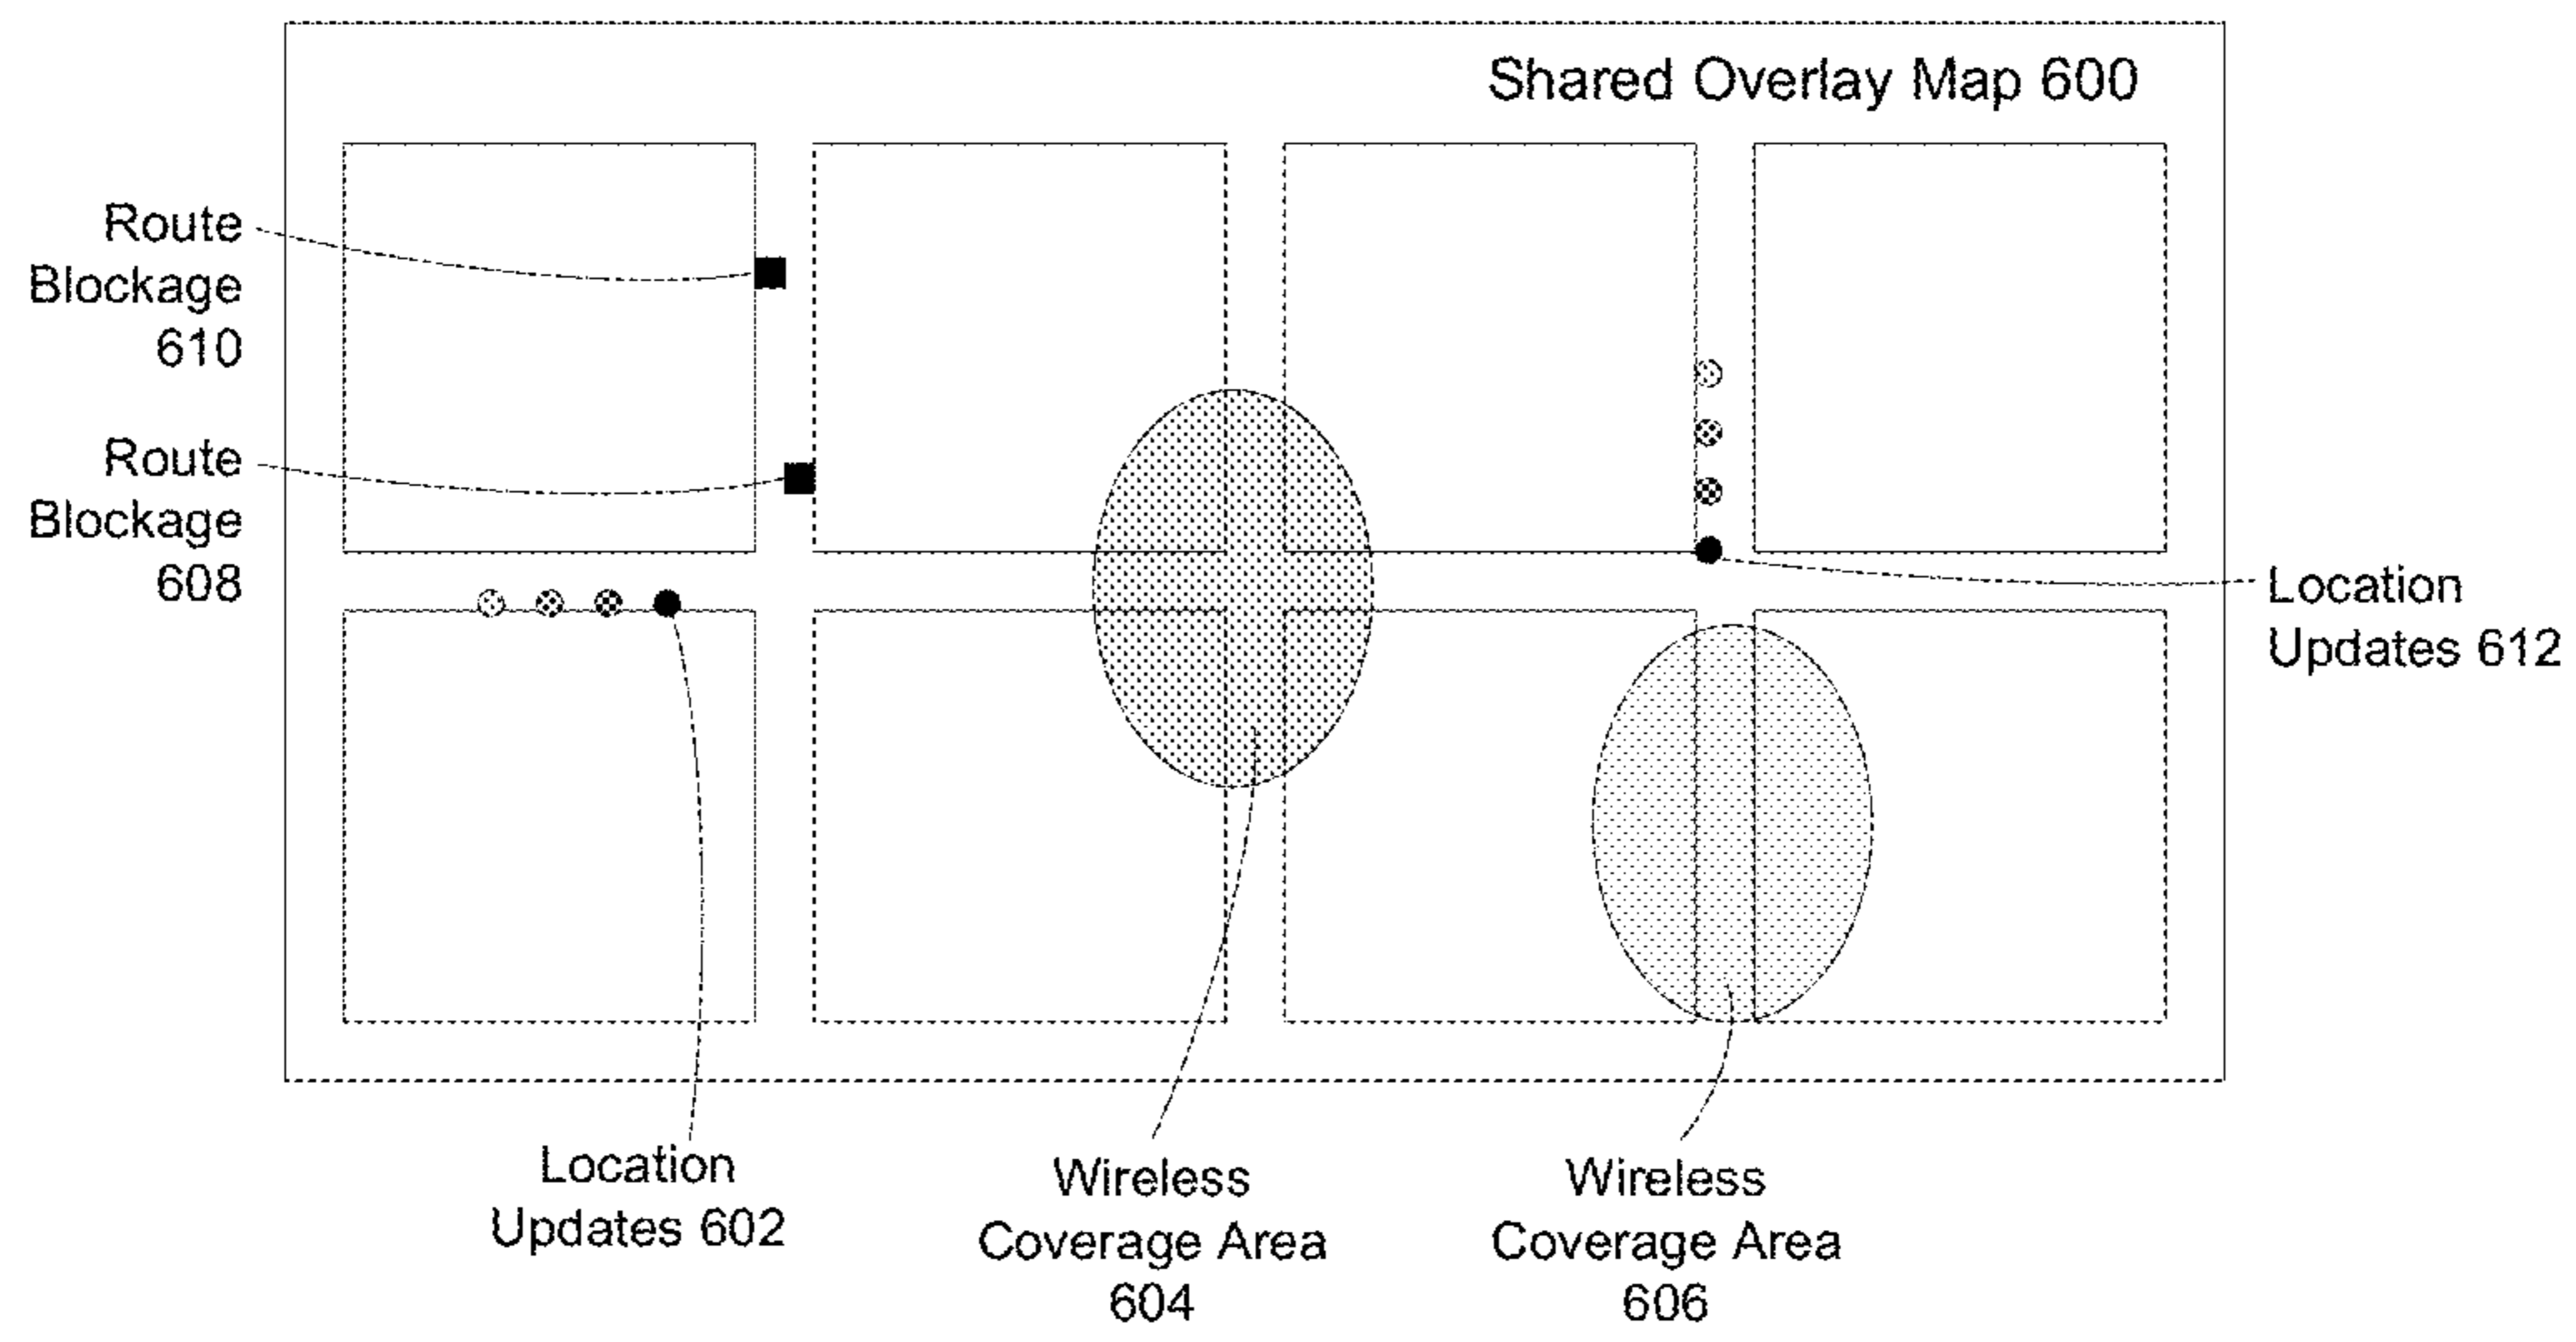 Shared Overlay Map 600
Route
Blockage
610
Route
Blockage
608
Location
Updates 612
Location
Updates 602
Wireless
Coverage Area
604
Wireless
Coverage Area
606